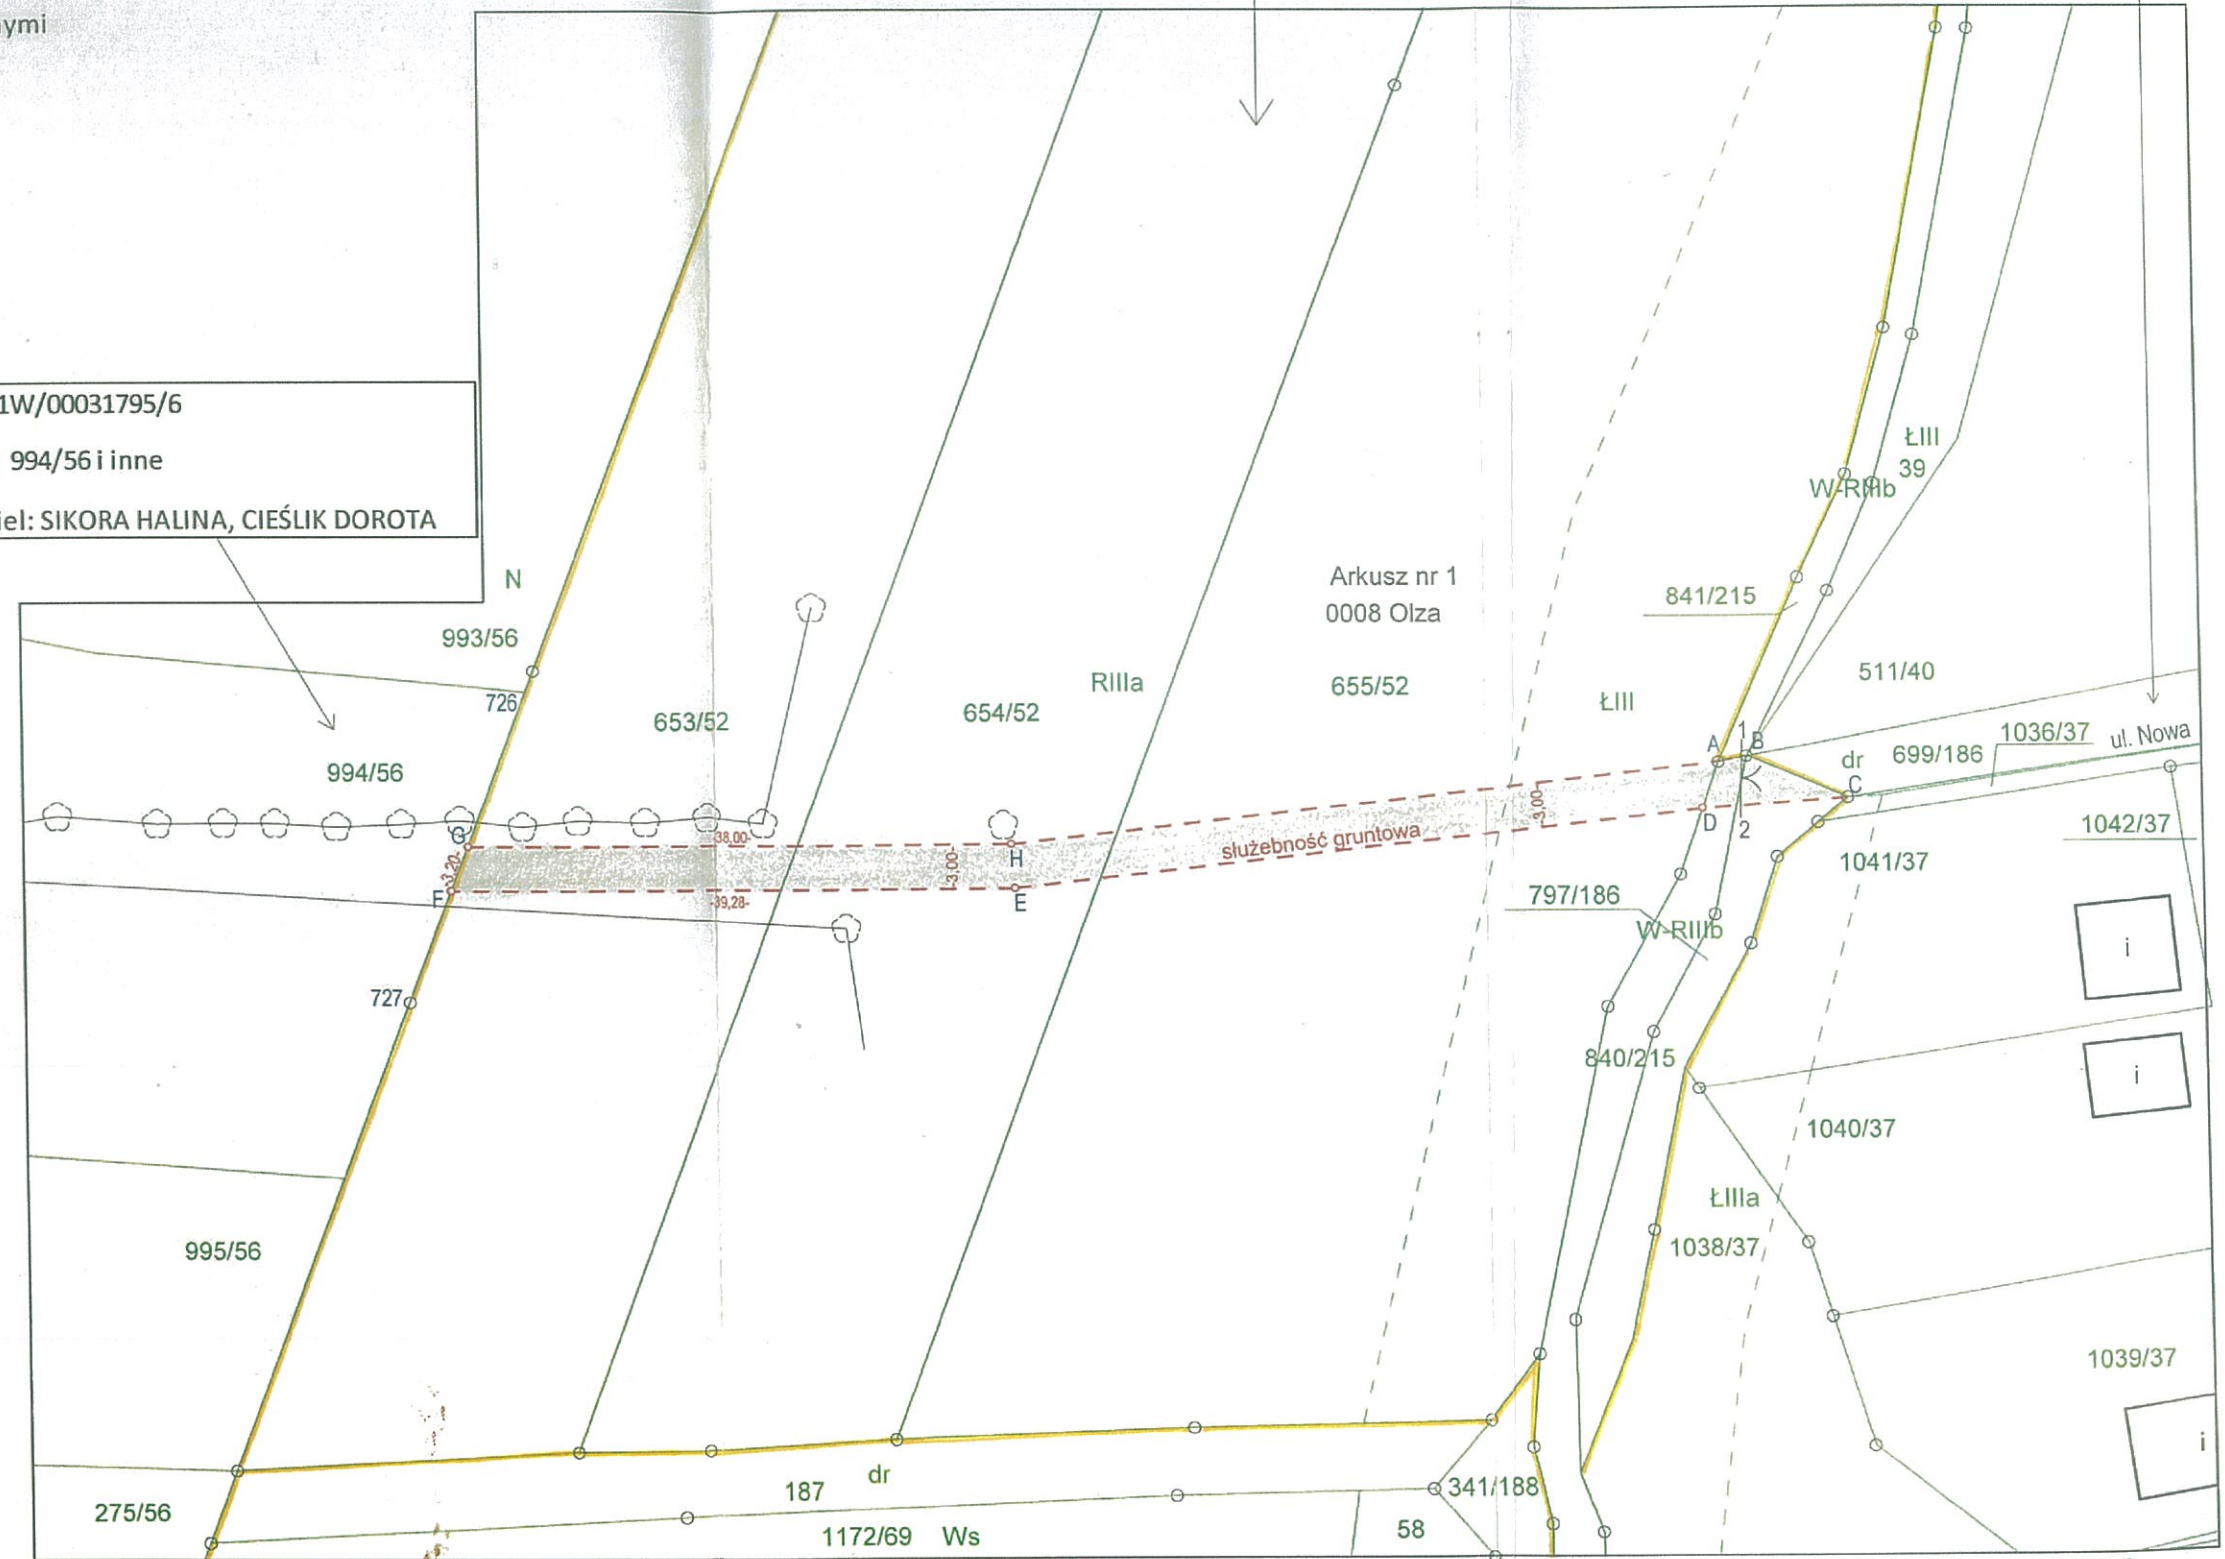 nymi
1W/00031795/6
994/56 i inne
iel: SIKORA HALINA, CIEŚLIK DOROTA
N
993/56
726
994/56
653/52
654/52
RIIIa
655/52
Arkusz nr 1
0008 Olza
ŁIII
841/215
W-RIIIb
ŁIII
39
511/40
A
1
B
dr
699/186
1036/37
ul. Nowa
C
D
2
1042/37
1041/37
G
-3,20-
F
-38,00-
-39,28-
-3,00-
H
E
służebność gruntowa
-3,00-
797/186
W-RIIIb
i
727
840/215
i
1040/37
ŁIIIa
1038/37
995/56
1039/37
i
dr
187
341/188
275/56
1172/69 Ws
58